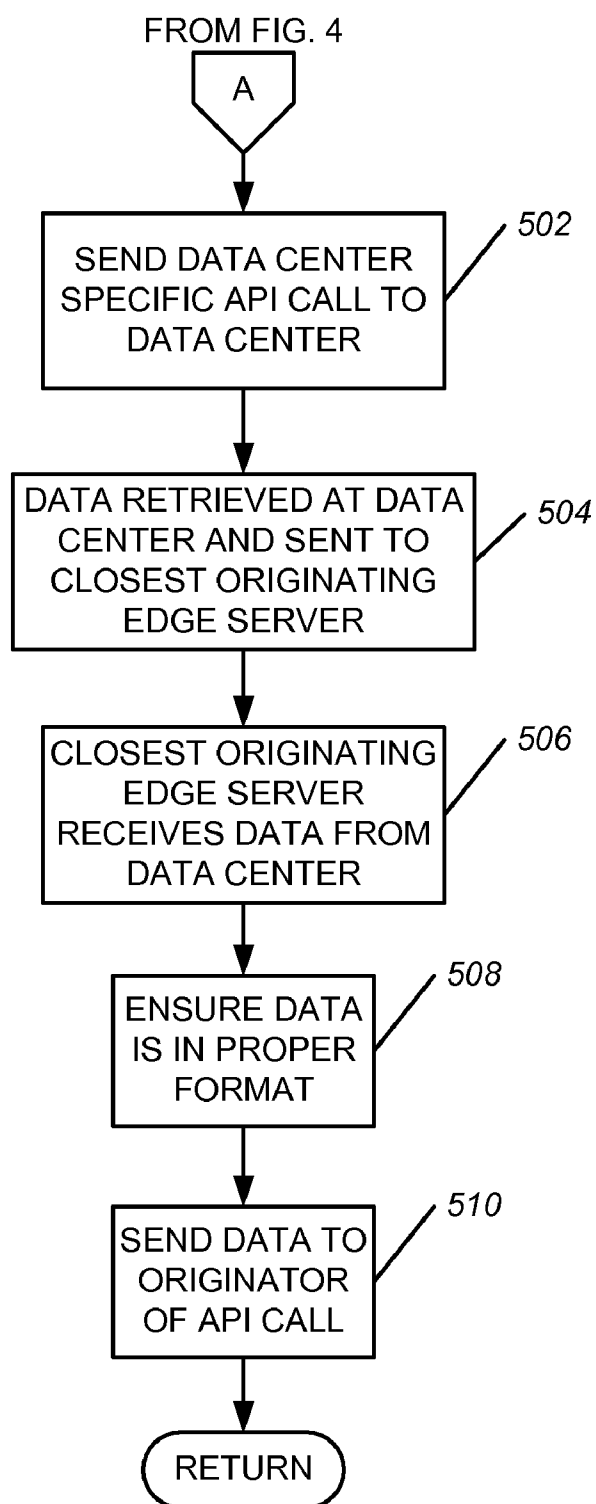 FROM FIG. 4
A
502
SEND DATA CENTER
SPECIFIC API CALL TO
DATA CENTER
504
DATA RETRIEVED AT DATA
CENTER AND SENT TO
CLOSEST ORIGINATING
EDGE SERVER
506
CLOSEST ORIGINATING
EDGE SERVER
RECEIVES DATA FROM
DATA CENTER
508
ENSURE DATA
IS IN PROPER
FORMAT
510
SEND DATA TO
ORIGINATOR
OF API CALL
RETURN